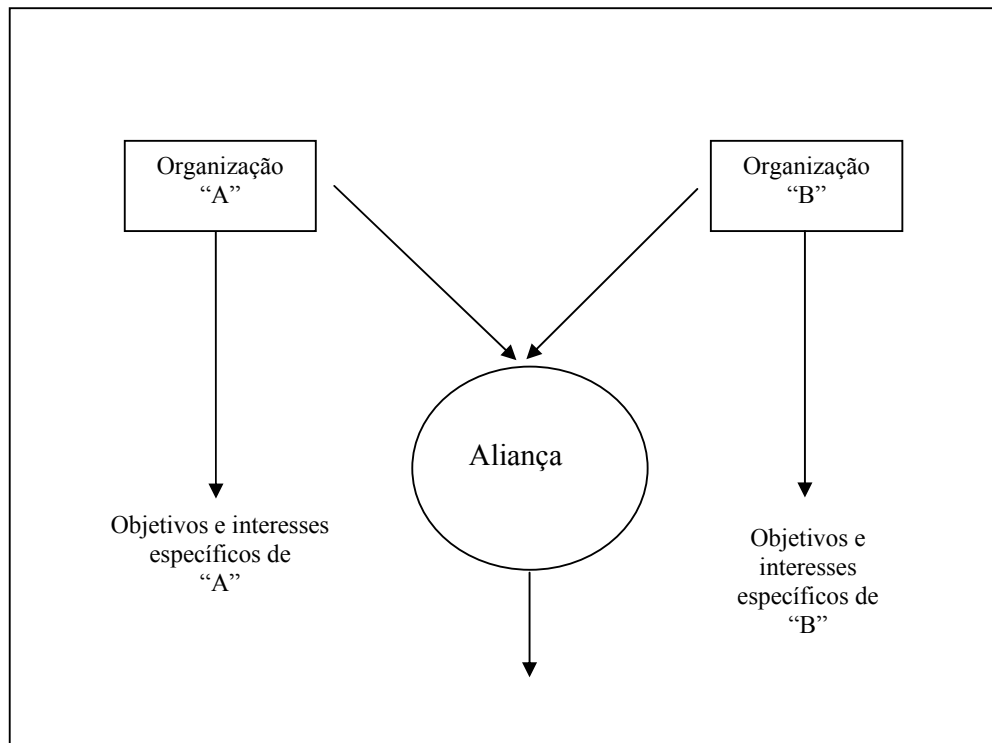 Organização
“A”
Organização
“B”
Aliança
Objetivos e interesses
específicos de
“A”
Objetivos e
interesses
específicos de
“B”